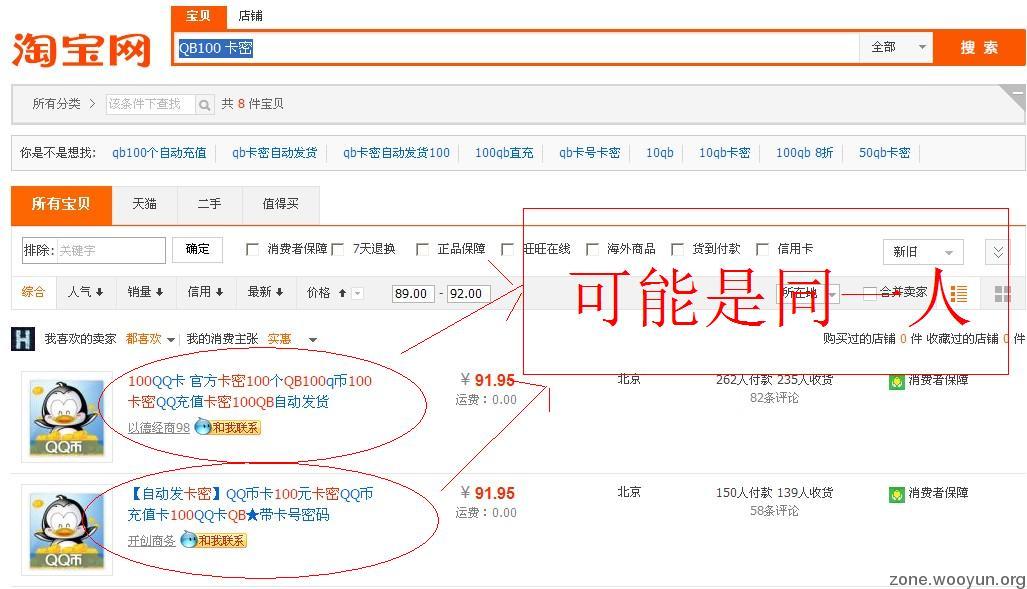 宝贝 店铺
淘宝网
QB100 卡密 全部 搜 索
所有分类 > 该条件下查找 共 8 件宝贝
你是不是想找: qb100个自动充值 qb卡密自动发货 qb卡密自动发货100 100qb直充 qb卡号卡密 10qb 10qb卡密 100qb 8折 50qb卡密
所有宝贝 天猫 二手 值得买
排除: 关键字 确定 消费者保障 7天退换 正品保障 旺旺在线 海外商品 货到付款 信用卡 新旧
可能是同一人
综合 人气 销量 信用 最新 价格 89.00 - 92.00 所在地 合并卖家
H 我喜欢的卖家 都喜欢 我的消费主张 实惠 购买过的店铺 0 件 收藏过的店铺 0 件
100QQ卡 官方卡密100个QB100q币100 ¥91.95 北京 262人付款 235人收货 消费者保障
卡密QQ充值卡密100QB自动发货 运费:0.00 82条评论
以德经商98 和我联系
QQ币
【自动发卡密】QQ币卡100元卡密QQ币 ¥91.95 北京 150人付款 139人收货 消费者保障
充值卡100QQ卡QB★带卡号密码 运费:0.00 58条评论
开创商务 和我联系
QQ币
zone.wooyun.org